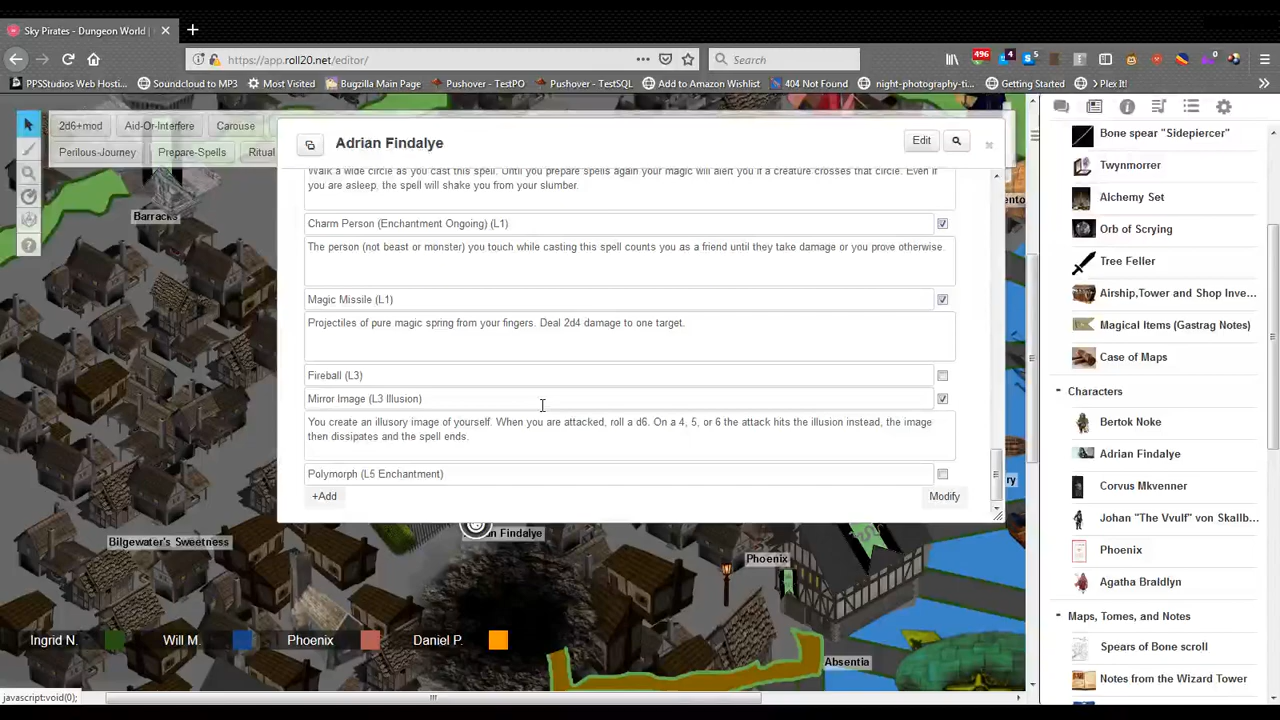 Sky Pirates - Dungeon World |
https://app.roll20.net/editor/
Search
496
4
5
0
PPSStudios Web Host...
Soundcloud to MP3
Most Visited
Bugzilla Main Page
Pushover - TestSQL
Pushover - TestSQL
Add to Amazon Wishlist
404 Not Found
night-photography-ti...
Getting Started
> Plex It!
2d6+mod
Aid-Or-Interfere
Carouse
Perilous-Journey
Prepare-Spells
Ritual
Adrian Findalye
Edit
Walk a wide circle as you cast this spell. Until you prepare spells again your magic will alert you if a creature crosses that circle. Even if
you are asleep, the spell will shake you from your slumber.
Charm Person (Enchantment Ongoing) (L1)
The person (not beast or monster) you touch while casting this spell counts you as a friend until they take damage or you prove otherwise.
Magic Missile (L1)
Projectiles of pure magic spring from your fingers. Deal 2d4 damage to one target.
Fireball (L3)
Mirror Image (L3 Illusion)
You create an illusory image of yourself. When you are attacked, roll a d6. On a 4, 5, or 6 the attack hits the illusion instead, the image
then dissipates and the spell ends.
Polymorph (L5 Enchantment)
+Add
Modify
Barracks
Bilgewater's Sweetness
n Findalye
Phoenix
Absentia
Ingrid N.
Will M.
Phoenix
Daniel P.
javascript:void(0);
Bone spear "Sidepiercer"
Twynmorrer
Alchemy Set
Orb of Scrying
Tree Feller
Airship,Tower and Shop Inve...
Magical Items (Gastrag Notes)
Case of Maps
Characters
Bertok Moke
Adrian Findalye
Corvus Mkvenner
Johan "The Vvulf" von Skallb...
Phoenix
Agatha Braldlyn
Maps, Tomes, and Notes
Spears of Bone scroll
Notes from the Wizard Tower